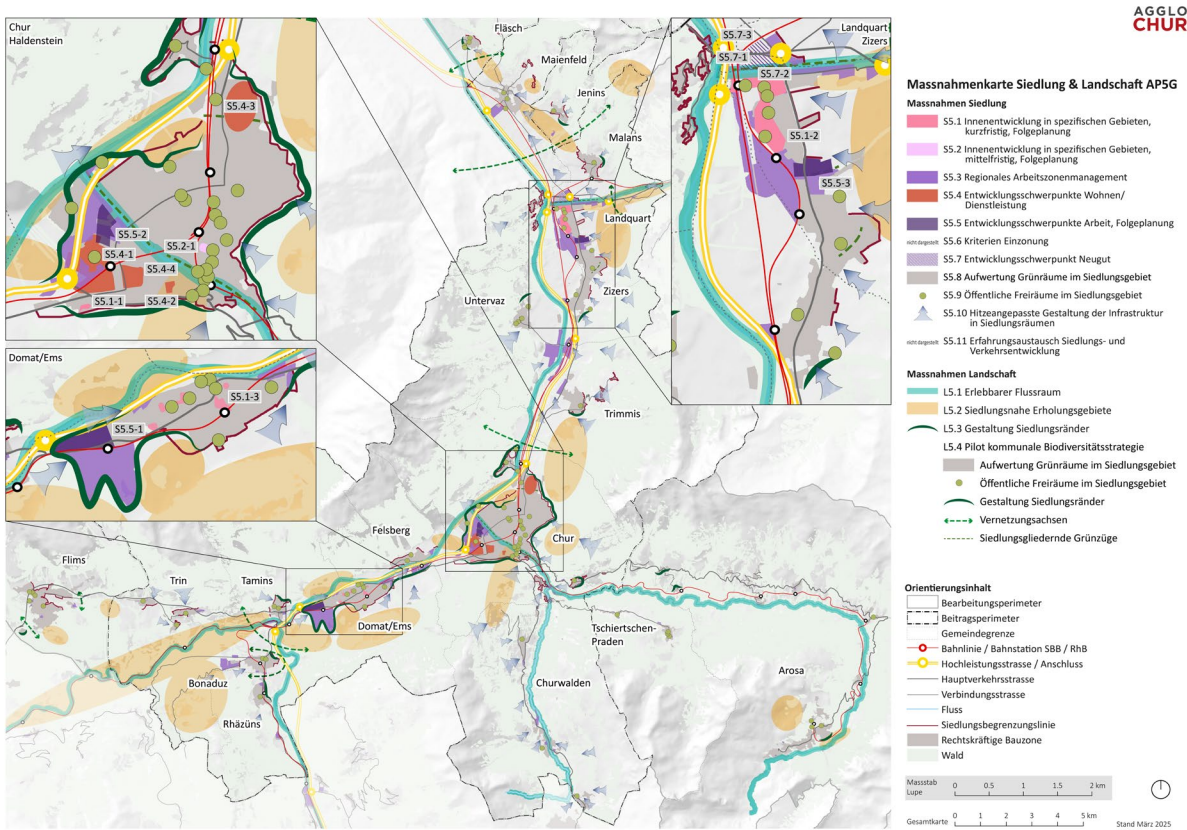 AGGLO
CHUR
Chur
Haldenstein
S5.4-3
S5.5-2
S5.2-1
S5.4-1
S5.4-4
S5.1-1
S5.4-2
Domat/Ems
S5.1-3
S5.5-1
Landquart
Zizers
S5.7-3
S5.7-1
S5.7-2
S5.1-2
S5.5-3
Fläsch
Maienfeld
Jenins
Malans
Landquart
Zizers
Untervaz
Trimmis
Felsberg
Chur
Flims
Trin
Tamins
Domat/Ems
Bonaduz
Rhäzüns
Tschiertschen-
Praden
Churwalden
Arosa
Massnahmenkarte Siedlung & Landschaft AP5G
Massnahmen Siedlung
S5.1 Innenentwicklung in spezifischen Gebieten,
kurzfristig, Folgeplanung
S5.2 Innenentwicklung in spezifischen Gebieten,
mittelfristig, Folgeplanung
S5.3 Regionales Arbeitszonenmanagement
S5.4 Entwicklungsschwerpunkte Wohnen/
Dienstleistung
S5.5 Entwicklungsschwerpunkte Arbeit, Folgeplanung
nicht dargestellt S5.6 Kriterien Einzonung
S5.7 Entwicklungsschwerpunkt Neugut
S5.8 Aufwertung Grünräume im Siedlungsgebiet
S5.9 Öffentliche Freiräume im Siedlungsgebiet
S5.10 Hitzeangepasste Gestaltung der Infrastruktur
in Siedlungsräumen
nicht dargestellt S5.11 Erfahrungsaustausch Siedlungs- und
Verkehrsentwicklung
Massnahmen Landschaft
L5.1 Erlebbarer Flussraum
L5.2 Siedlungsnahe Erholungsgebiete
L5.3 Gestaltung Siedlungsränder
L5.4 Pilot kommunale Biodiversitätsstrategie
Aufwertung Grünräume im Siedlungsgebiet
Öffentliche Freiräume im Siedlungsgebiet
Gestaltung Siedlungsränder
Vernetzungsachsen
Siedlungsgliedernde Grünzüge
Orientierungsinhalt
Bearbeitungsperimeter
Beitragsperimeter
Gemeindegrenze
Bahnlinie / Bahnstation SBB / RhB
Hochleistungsstrasse / Anschluss
Hauptverkehrsstrasse
Verbindungsstrasse
Fluss
Siedlungsbegrenzungslinie
Rechtskräftige Bauzone
Wald
Massstab
Lupe
0 0.5 1 1.5 2 km
Gesamtkarte
0 1 2 3 4 5 km
Stand März 2025